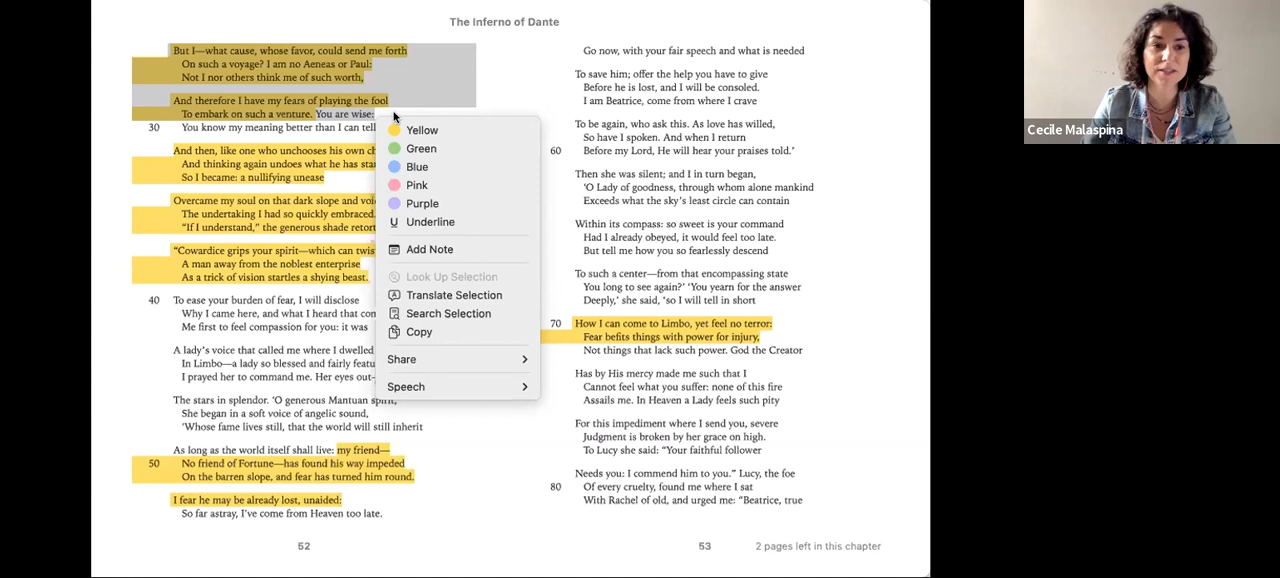 The Inferno of Dante
But I—what cause, whose favor, could send me forth
On such a voyage? I am no Aeneas or Paul:
Not I nor others think me of such worth,
And therefore I have my fears of playing the fool
To embark on such a venture. You are wise:
30 You know my meaning better than I can tell
And then, like one who unchooses his own ch
And thinking again undoes what he has star
So I became: a nullifying unease
Overcame my soul on that dark slope and voi
The undertaking I had so quickly embraced.
“If I understand,” the generous shade retort
“Cowardice grips your spirit—which can twis
A man away from the noblest enterprise
As a trick of vision startles a shying beast.
40 To ease your burden of fear, I will disclose
Why I came here, and what I heard that com
Me first to feel compassion for you: it was
A lady’s voice that called me where I dwelled
In Limbo—a lady so blessed and fairly featu
I prayed her to command me. Her eyes out-
The stars in splendor. ‘O generous Mantuan spirit,
She began in a soft voice of angelic sound,
‘Whose fame lives still, that the world will still inherit
As long as the world itself shall live: my friend—
50 No friend of Fortune—has found his way impeded
On the barren slope, and fear has turned him round.
I fear he may be already lost, unaided:
So far astray, I’ve come from Heaven too late.
52
Yellow
Green
Blue
Pink
Purple
U Underline
Add Note
Look Up Selection
Translate Selection
Search Selection
Copy
Share
Speech
Go now, with your fair speech and what is needed
To save him; offer the help you have to give
Before he is lost, and I will be consoled.
I am Beatrice, come from where I crave
To be again, who ask this. As love has willed,
So have I spoken. And when I return
60 Before my Lord, He will hear your praises told.’
Then she was silent; and I in turn began,
‘O Lady of goodness, through whom alone mankind
Exceeds what the sky’s least circle can contain
Within its compass: so sweet is your command
Had I already obeyed, it would feel too late.
But tell me how you so fearlessly descend
To such a center—from that encompassing state
You long to see again?’ ‘You yearn for the answer
Deeply,’ she said, ‘so I will tell in short
70 How I can come to Limbo, yet feel no terror:
Fear befits things with power for injury,
Not things that lack such power. God the Creator
Has by His mercy made me such that I
Cannot feel what you suffer: none of this fire
Assails me. In Heaven a Lady feels such pity
For this impediment where I send you, severe
Judgment is broken by her grace on high.
To Lucy she said: “Your faithful follower
Needs you: I commend him to you.” Lucy, the foe
80 Of every cruelty, found me where I sat
With Rachel of old, and urged me: “Beatrice, true
53
2 pages left in this chapter
Cecile Malaspina